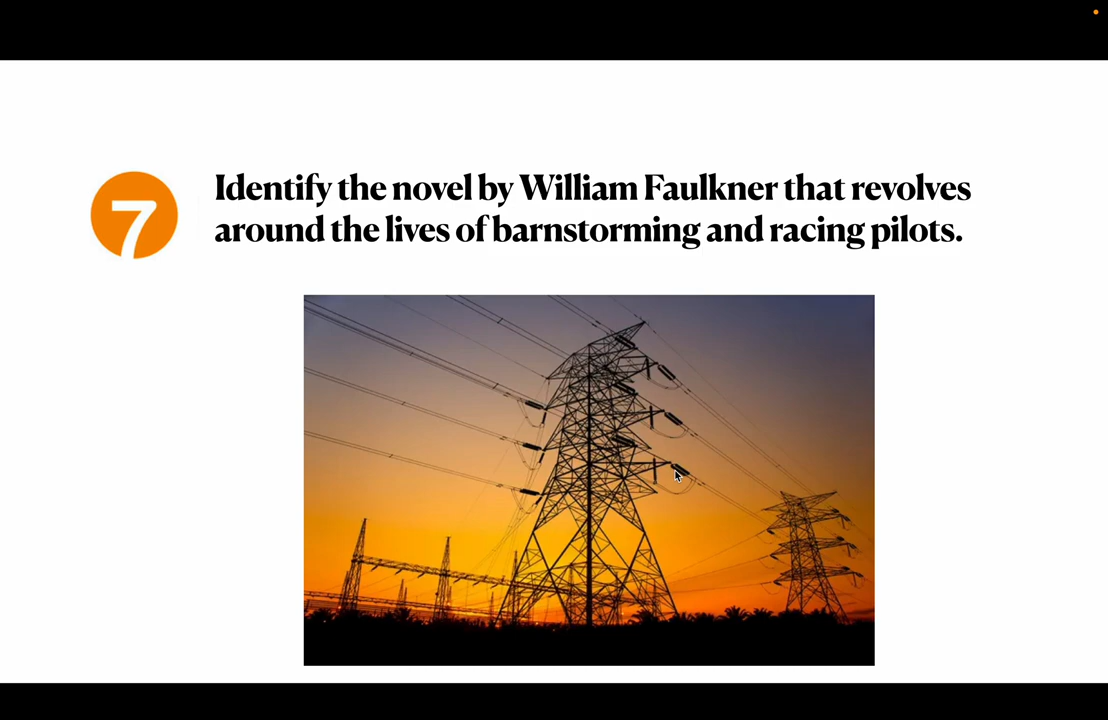 7
Identify the novel by William Faulkner that revolves
around the lives of barnstorming and racing pilots.